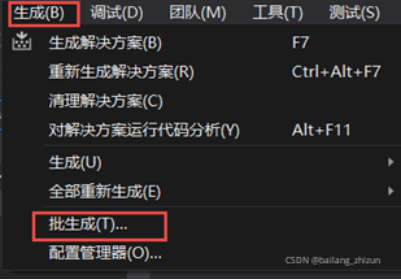 生成(B) 调试(D) 团队(M) 工具(T) 测试(S)
生成解决方案(B) F7
重新生成解决方案(R) Ctrl+Alt+F7
清理解决方案(C)
对解决方案运行代码分析(Y) Alt+F11
生成(U)
全部重新生成(E)
批生成(T)...
配置管理器(O)...
CSDN @bailang_zhizun